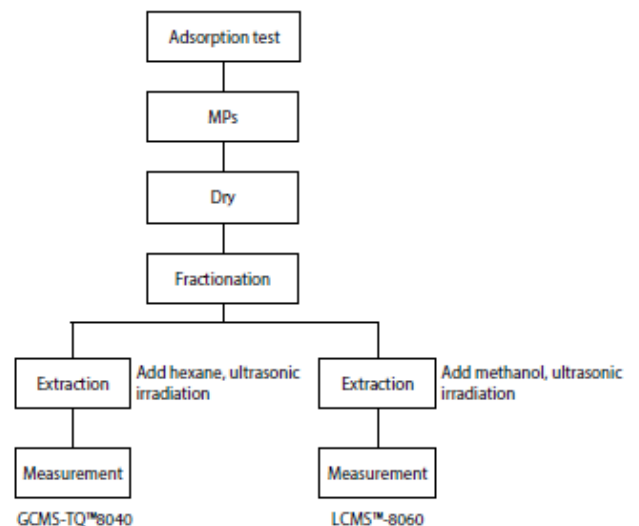 Adsorption test
MPs
Dry
Fractionation
Extraction
Add hexane, ultrasonic
irradiation
Extraction
Add methanol, ultrasonic
irradiation
Measurement
Measurement
GCMS-TQ™8040
LCMS™-8060